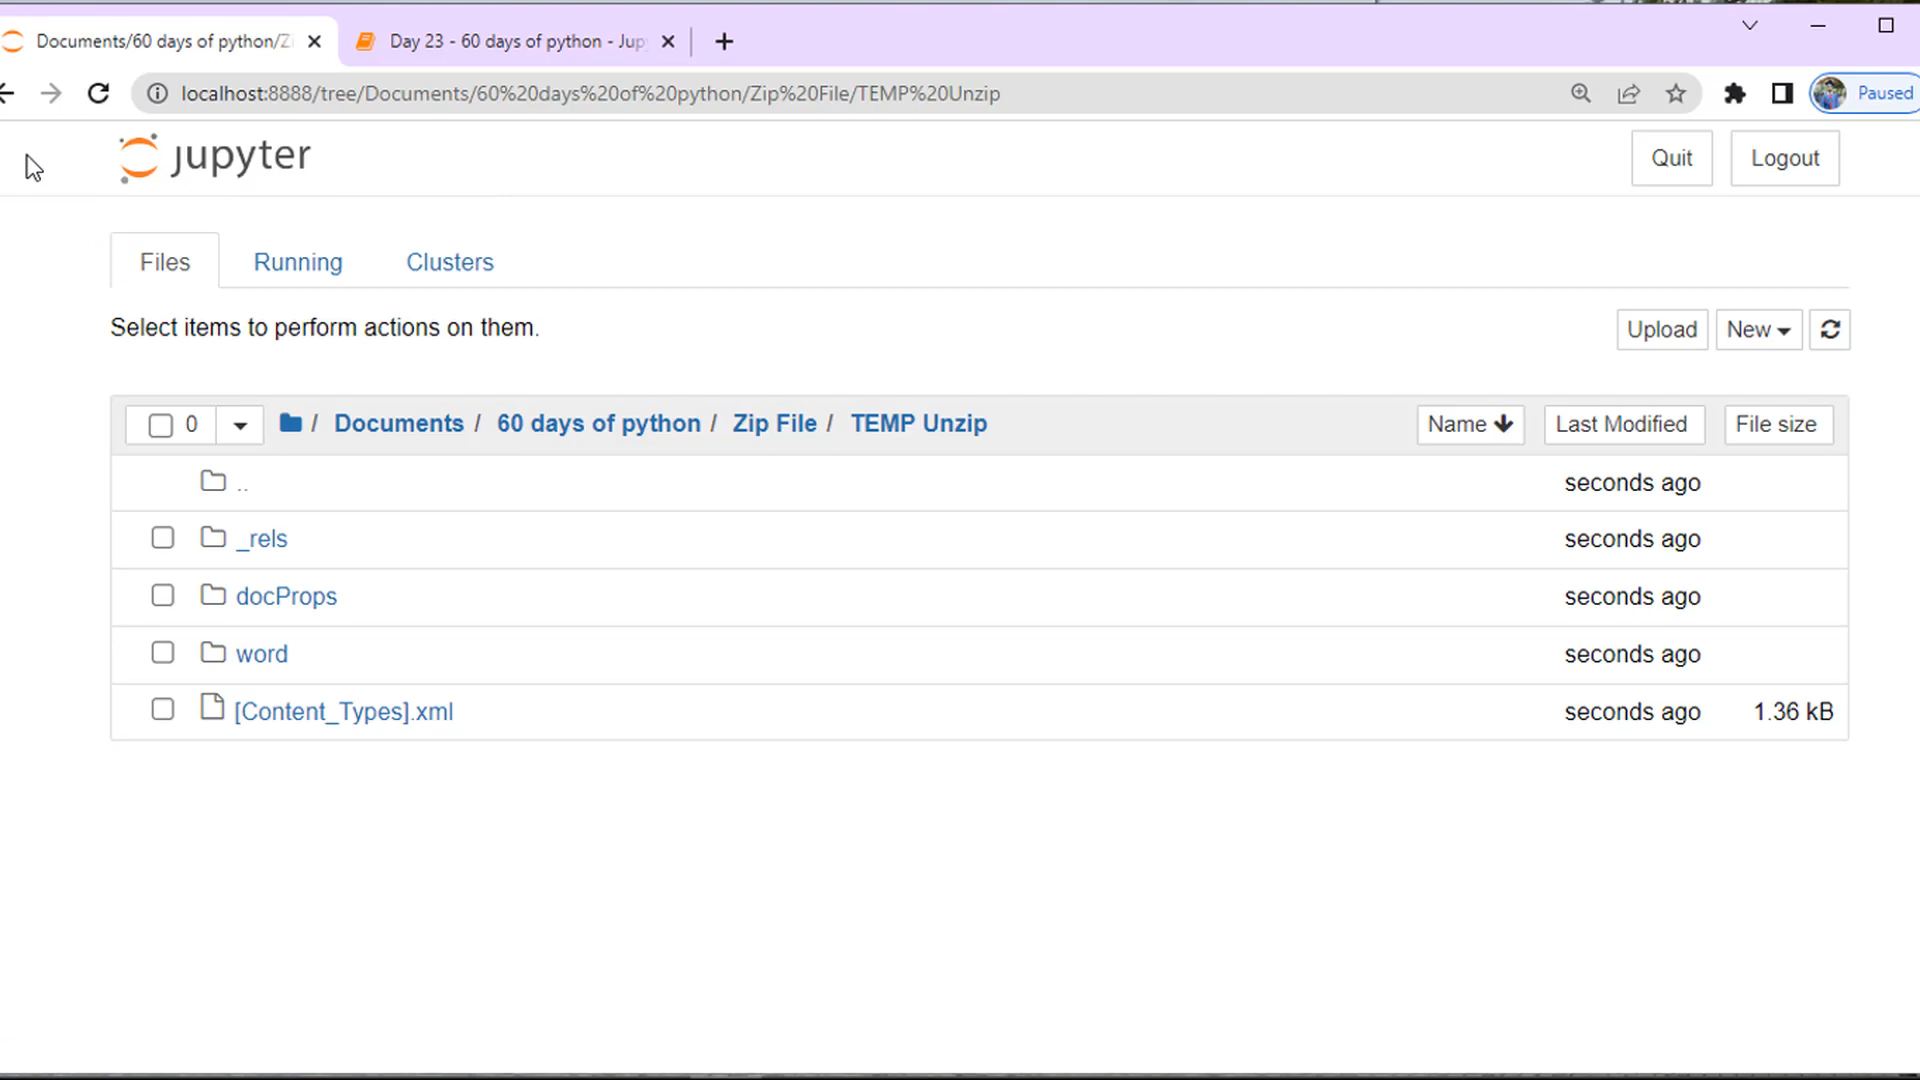 Documents/60 days of python/Zi
Day 23 - 60 days of python - Jup
localhost:8888/tree/Documents/60%20days%20of%20python/Zip%20File/TEMP%20Unzip
Paused
jupyter
Quit
Logout
Files
Running
Clusters
Select items to perform actions on them.
Upload
New
0
/ Documents / 60 days of python / Zip File / TEMP Unzip
Name
Last Modified
File size
..
seconds ago
_rels
seconds ago
docProps
seconds ago
word
seconds ago
[Content_Types].xml
seconds ago
1.36 kB